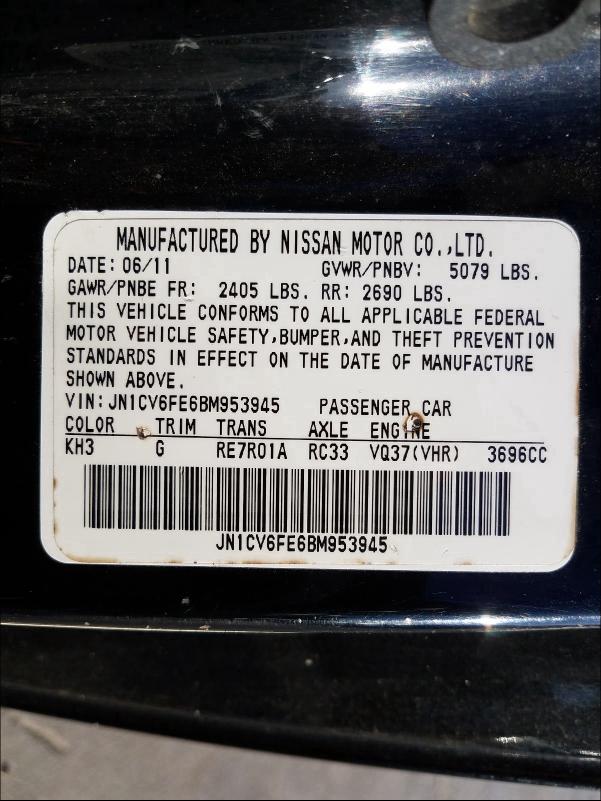 MANUFACTURED BY NISSAN MOTOR CO.,LTD.
DATE: 06/11 GVWR/PNBV: 5079 LBS.
GAWR/PNBE FR: 2405 LBS. RR: 2690 LBS.
THIS VEHICLE CONFORMS TO ALL APPLICABLE FEDERAL
MOTOR VEHICLE SAFETY,BUMPER,AND THEFT PREVENTION
STANDARDS IN EFFECT ON THE DATE OF MANUFACTURE
SHOWN ABOVE.
VIN:JN1CV6FE6BM953945 PASSENGER CAR
COLOR TRIM TRANS AXLE ENGINE
KH3 G RE7R01A RC33 VQ37(VHR) 3696CC
JN1CV6FE6BM953945